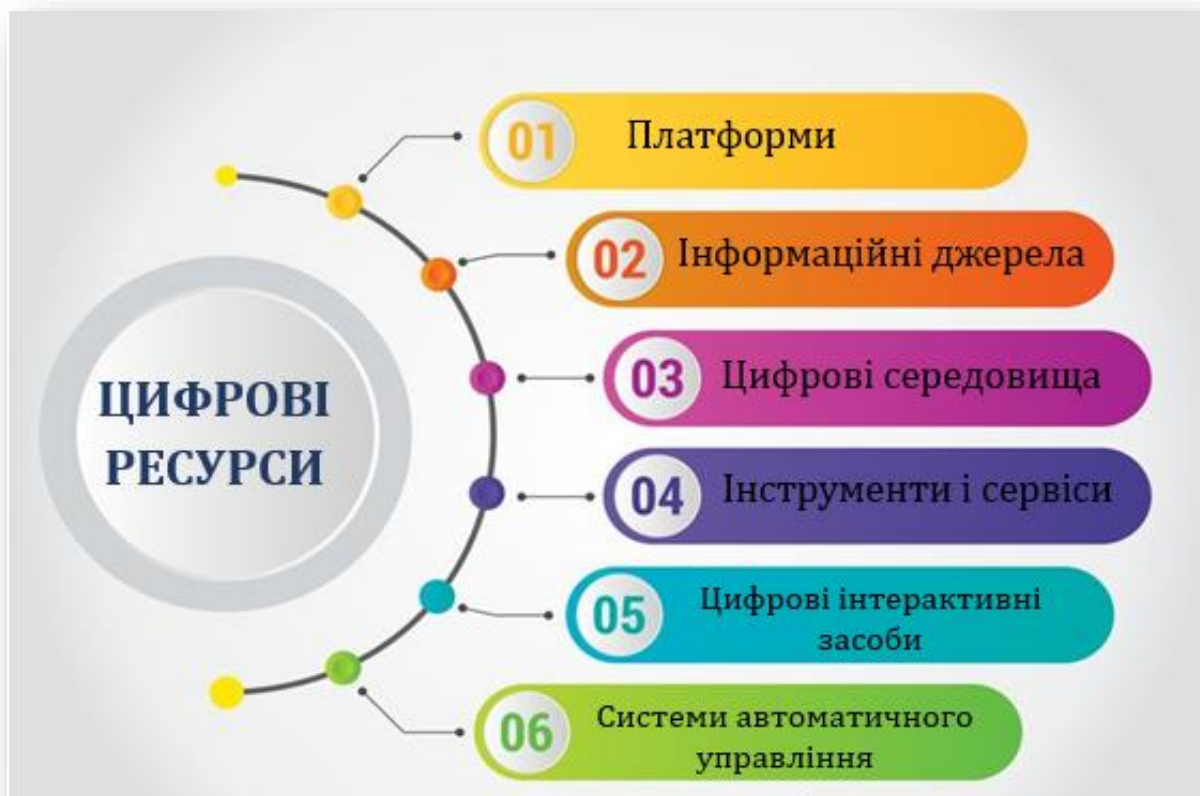 ЦИФРОВІ
РЕСУРСИ
01 Платформи
02 Інформаційні джерела
03 Цифрові середовища
04 Інструменти і сервіси
05 Цифрові інтерактивні
засоби
06 Системи автоматичного
управління